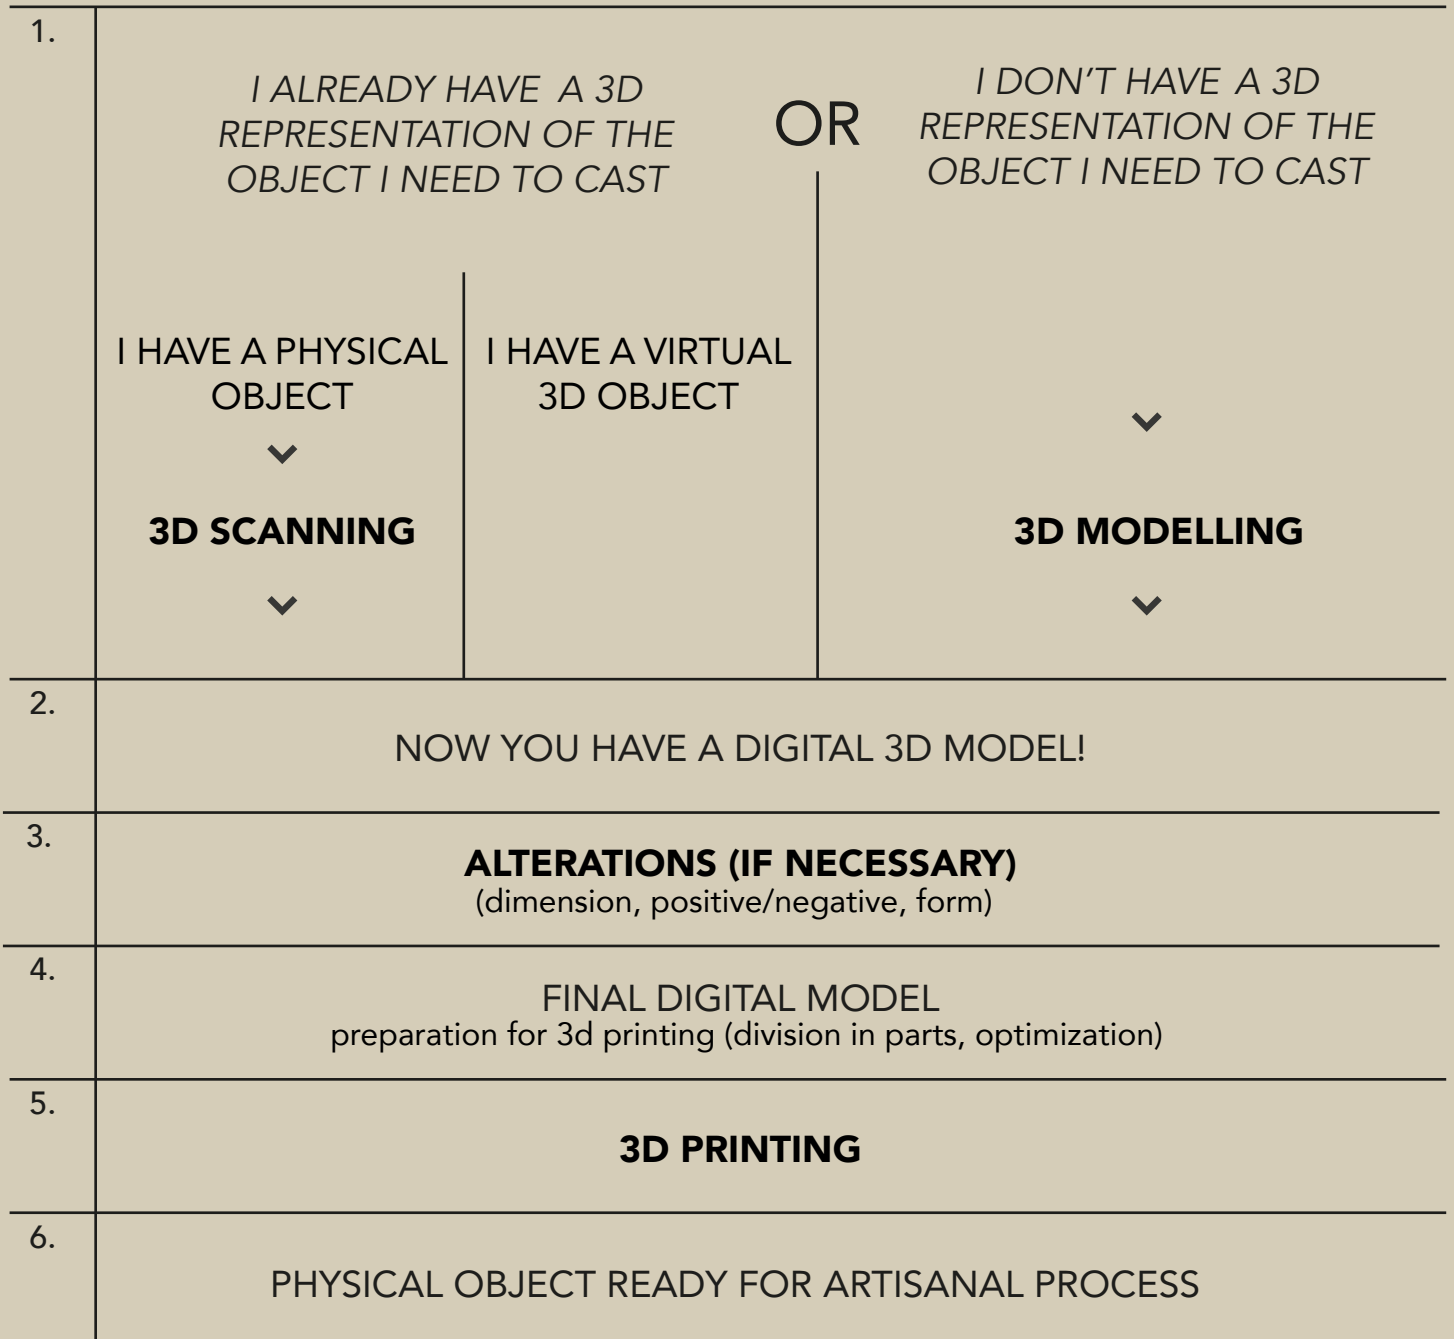 1.
I ALREADY HAVE A 3D
REPRESENTATION OF THE
OBJECT I NEED TO CAST
OR
I DON'T HAVE A 3D
REPRESENTATION OF THE
OBJECT I NEED TO CAST
I HAVE A PHYSICAL
OBJECT
3D SCANNING
I HAVE A VIRTUAL
3D OBJECT
3D MODELLING
2.
NOW YOU HAVE A DIGITAL 3D MODEL!
3.
ALTERATIONS (IF NECESSARY)
(dimension, positive/negative, form)
4.
FINAL DIGITAL MODEL
preparation for 3d printing (division in parts, optimization)
5.
3D PRINTING
6.
PHYSICAL OBJECT READY FOR ARTISANAL PROCESS